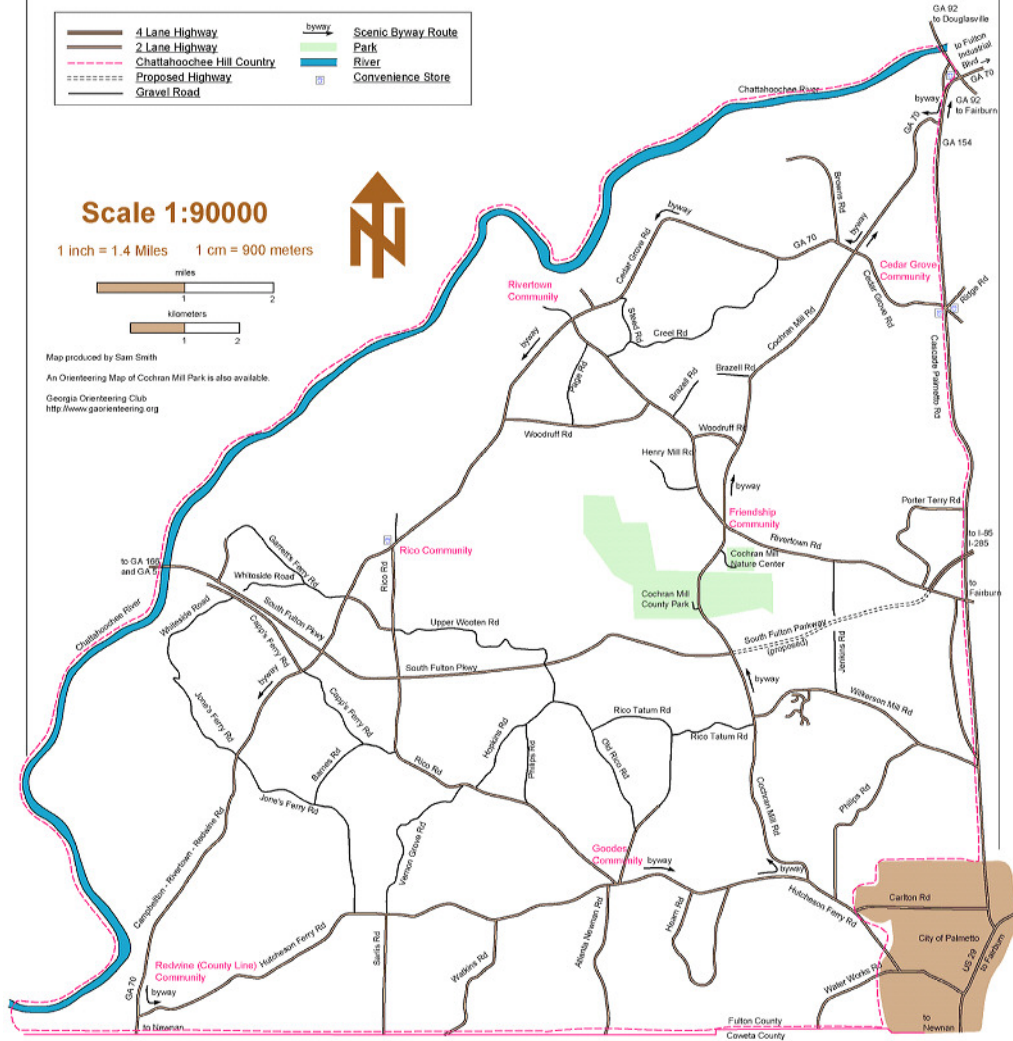 4 Lane Highway
2 Lane Highway
Chattahoochee Hill Country
Proposed Highway
Gravel Road
byway
Scenic Byway Route
Park
River
Convenience Store
GA 92
to Douglasville
to Fulton
Industrial
Blvd
GA 70
Chattahoochee River
byway
GA 92
to Fairburn
GA 70
GA 154
Scale 1:90000
1 inch = 1.4 Miles 1 cm = 900 meters
miles
1 2
kilometers
1 2
N
Map produced by Sam Smith
An Orienteering Map of Cochran Mill Park is also available.
Georgia Orienteering Club
http://www.gaorienteering.org
Browns Rd
byway
byway
Cedar Grove Rd
GA 70
Cedar Grove
Community
Cedar Grove Rd
Ridge Rd
Rivertown
Community
Steed Rd
Creel Rd
Cochran Mill Rd
byway
Page Rd
Brazell Rd
Brazell Rd
Cascade Palmetto Rd
Woodruff Rd
Woodruff Rd
Henry Mill Rd
byway
Porter Terry Rd
Friendship
Community
Rivertown Rd
to I-85
I-285
Cochran Mill
Nature Center
to
Fairburn
Rico Community
Garrett's Ferry Rd
to GA 166
and GA 5
Whiteside Road
Rico Rd
Cochran Mill
County Park
Chattahoochee River
Whiteside Road
South Fulton Pkwy
Capp's Ferry Rd
Upper Wooten Rd
South Fulton Parkway
(proposed)
Jenkins Rd
South Fulton Pkwy
byway
byway
Jone's Ferry Rd
Capp's Ferry Rd
Wilkerson Mill Rd
Rico Tatum Rd
Rico Tatum Rd
Hopkins Rd
Philips Rd
Old Rico Rd
Barnes Rd
Rico Rd
Jone's Ferry Rd
Cochran Mill Rd
Philips Rd
Vernon Grove Rd
Campbellton - Rivertown - Redwine Rd
Goodes
Community
byway
byway
Hutcheson Ferry Rd
Carlton Rd
Hearn Rd
Atlanta Newnan Rd
City of Palmetto
US 29
to Fairburn
Hutcheson Ferry Rd
Redwine (County Line)
Community
Barlis Rd
Watkins Rd
Water Works Rd
GA 70
byway
to Newnan
Fulton County
Coweta County
to
Newnan